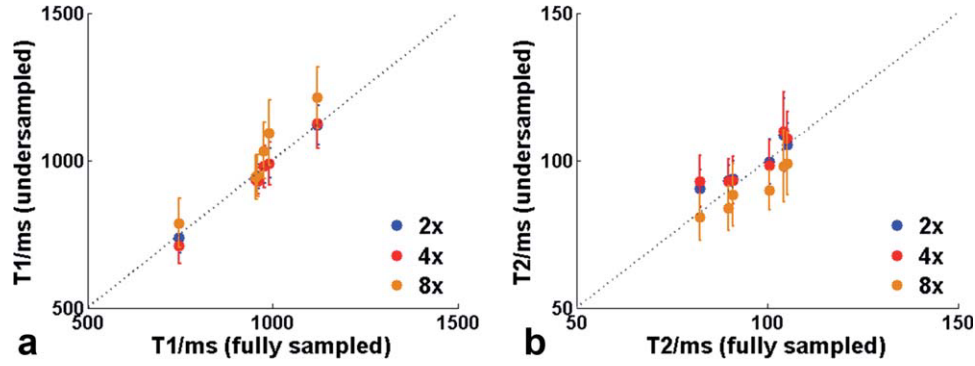 1500
1000
500
500
1000
1500
T1/ms (undersampled)
T1/ms (fully sampled)
2x
4x
8x
a
150
100
50
50
100
150
T2/ms (undersampled)
T2/ms (fully sampled)
2x
4x
8x
b